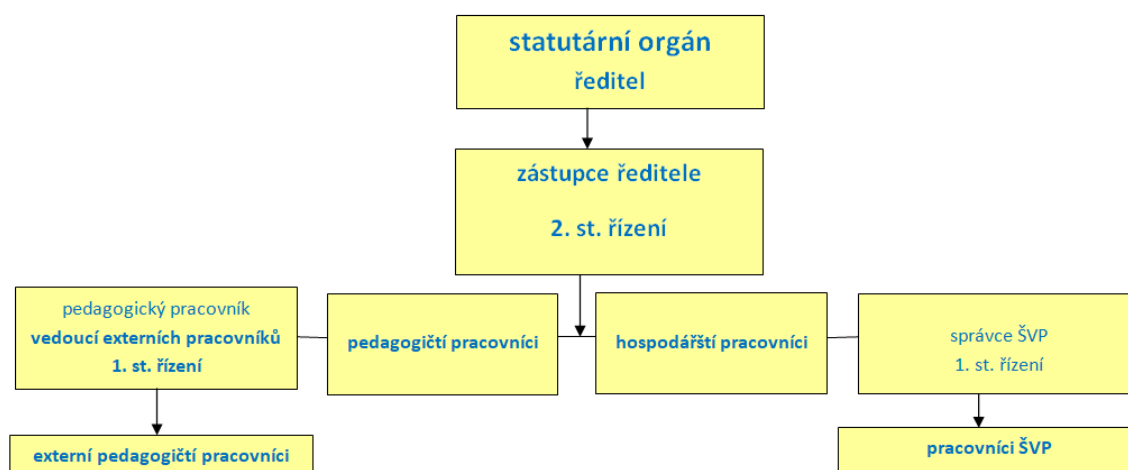 statutární orgán
ředitel
zástupce ředitele
2. st. řízení
pedagogický pracovník
vedoucí externích pracovníků
1. st. řízení
pedagogičtí pracovníci
hospodářští pracovníci
správce ŠVP
1. st. řízení
externí pedagogičtí pracovníci
pracovníci ŠVP